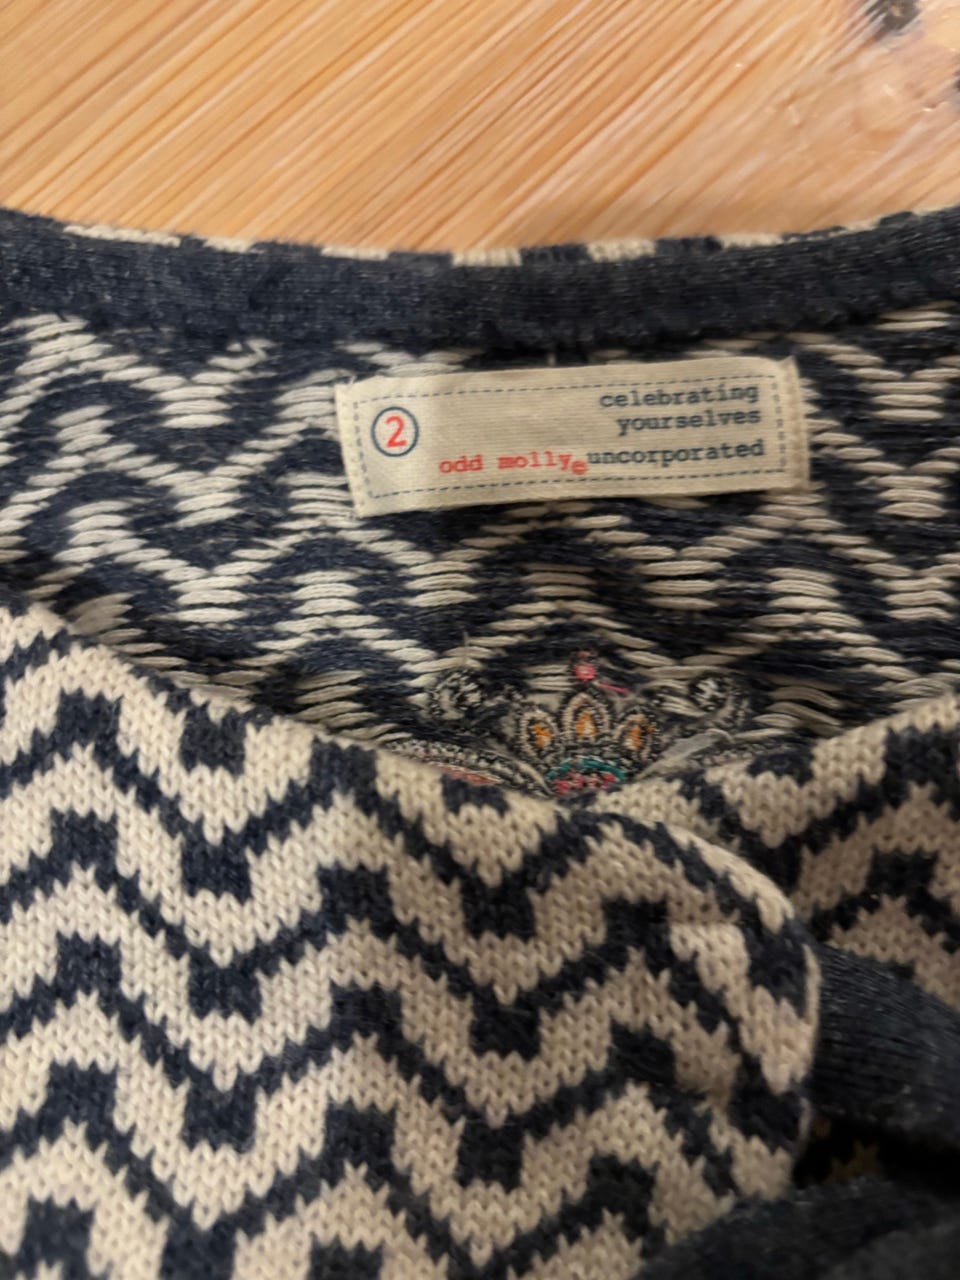 2
celebrating
yourselves
odd molly e uncorporated